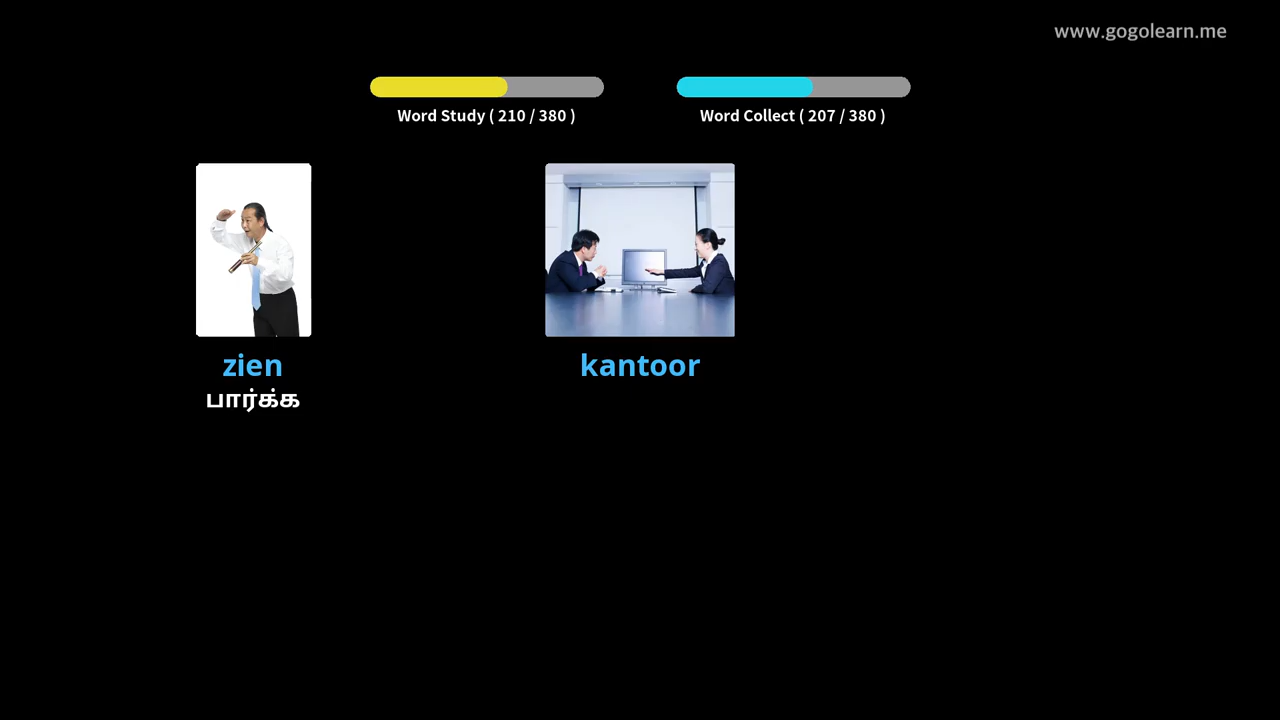 www.gogolearn.me
Word Study ( 210 / 380 )
Word Collect ( 207 / 380 )
zien
kantoor
பார்க்க